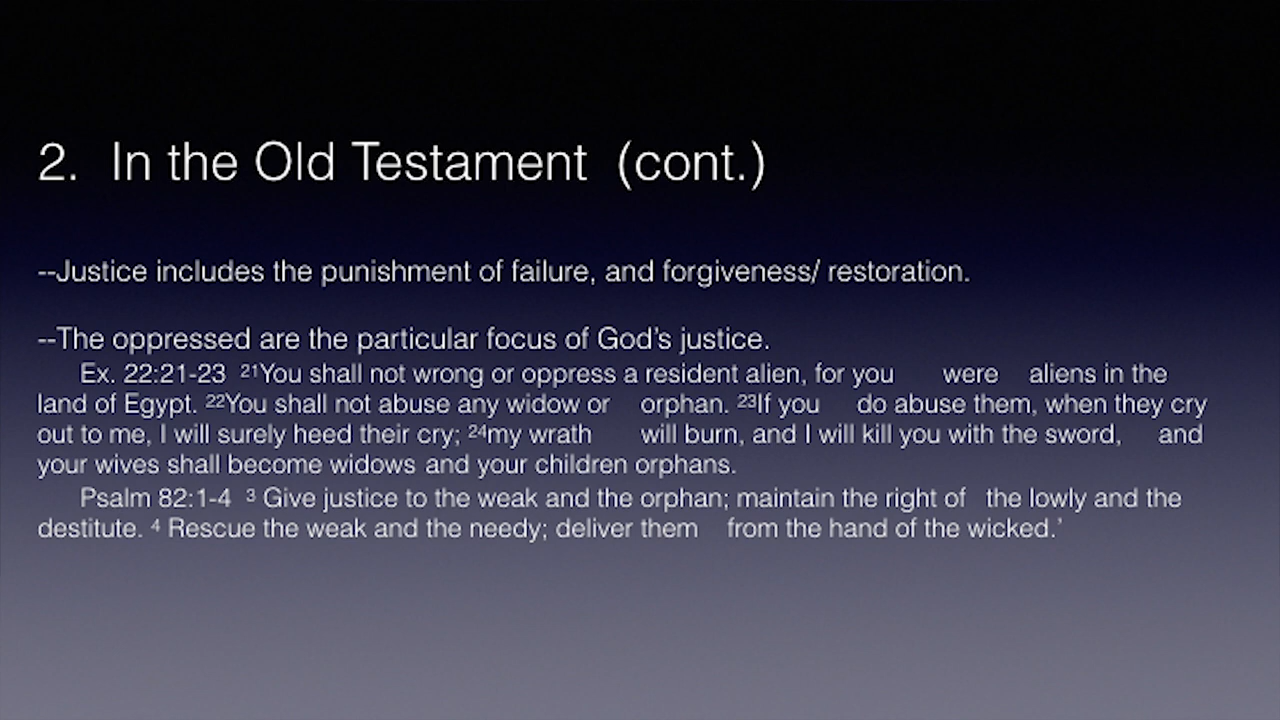 2. In the Old Testament (cont.)
--Justice includes the punishment of failure, and forgiveness/ restoration.
--The oppressed are the particular focus of God's justice.
Ex. 22:21-23 ²¹You shall not wrong or oppress a resident alien, for you were aliens in the
land of Egypt. ²²You shall not abuse any widow or orphan. ²³If you do abuse them, when they cry
out to me, I will surely heed their cry; ²⁴my wrath will burn, and I will kill you with the sword, and
your wives shall become widows and your children orphans.
Psalm 82:1-4 ³ Give justice to the weak and the orphan; maintain the right of the lowly and the
destitute. ⁴ Rescue the weak and the needy; deliver them from the hand of the wicked.'